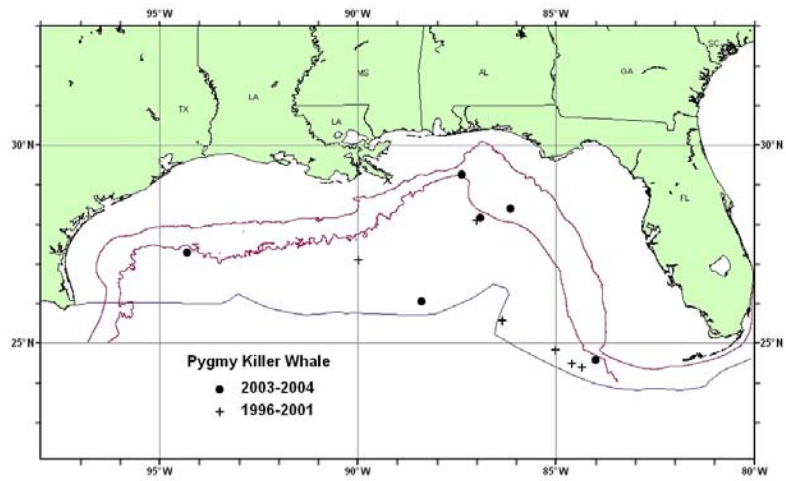 95°W 90°W 85°W 80°W
SC
MS AL GA
LA
TX
LA
30°N 30°N
FL
25°N 25°N
Pygmy Killer Whale
2003-2004
1996-2001
95°W 90°W 85°W 80°W